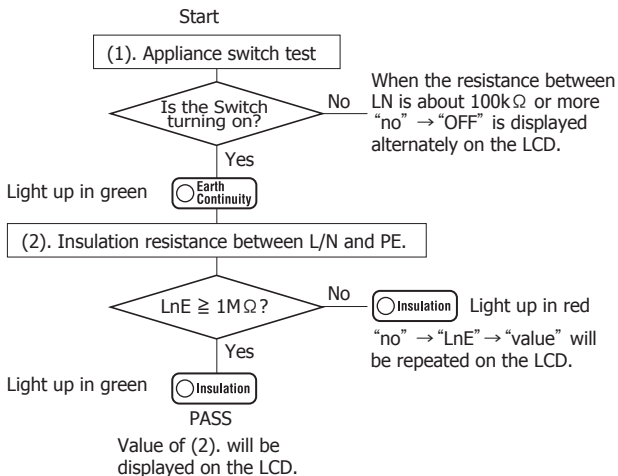 Start
(1). Appliance switch test
Is the Switch
turning on?
No
When the resistance between
LN is about 100kΩ or more
“no” → “OFF” is displayed
alternately on the LCD.
Yes
Light up in green
Earth
Continuity
(2). Insulation resistance between L/N and PE.
LnE ≧ 1MΩ?
No
Insulation
Light up in red
“no” → “LnE” → “value” will
be repeated on the LCD.
Yes
Light up in green
Insulation
PASS
Value of (2). will be
displayed on the LCD.